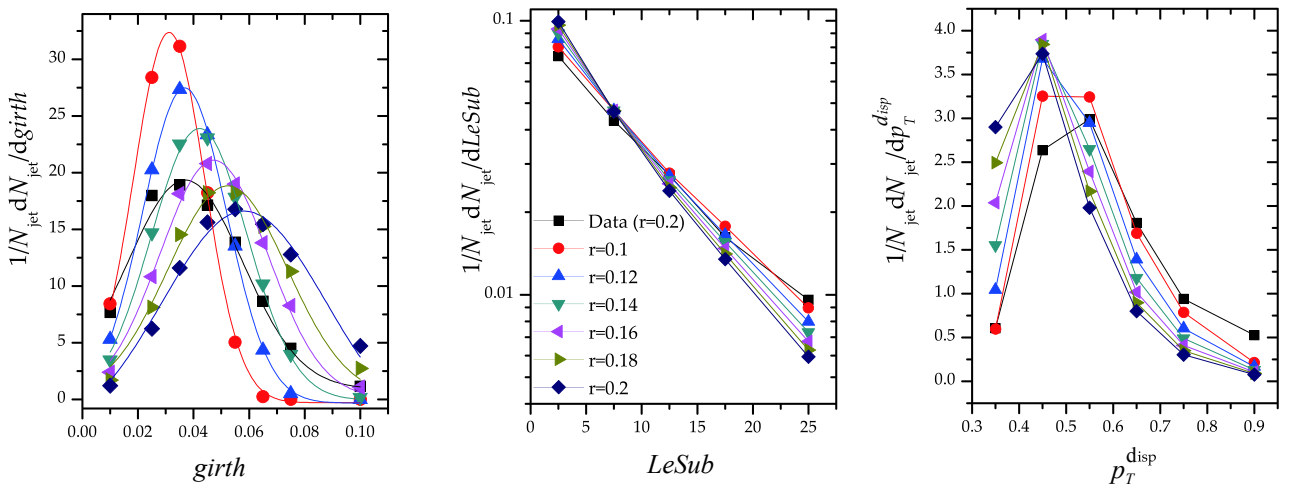 1/N_jet dN_jet/dgirth
30
25
20
15
10
5
0
0.00 0.02 0.04 0.06 0.08 0.10
girth
1/N_jet dN_jet/dLeSub
0.1
0.01
Data (r=0.2)
r=0.1
r=0.12
r=0.14
r=0.16
r=0.18
r=0.2
0 5 10 15 20 25
LeSub
1/N_jet dN_jet/dp_T^disp
4.0
3.5
3.0
2.5
2.0
1.5
1.0
0.5
0.0
0.3 0.4 0.5 0.6 0.7 0.8 0.9
p_T^disp